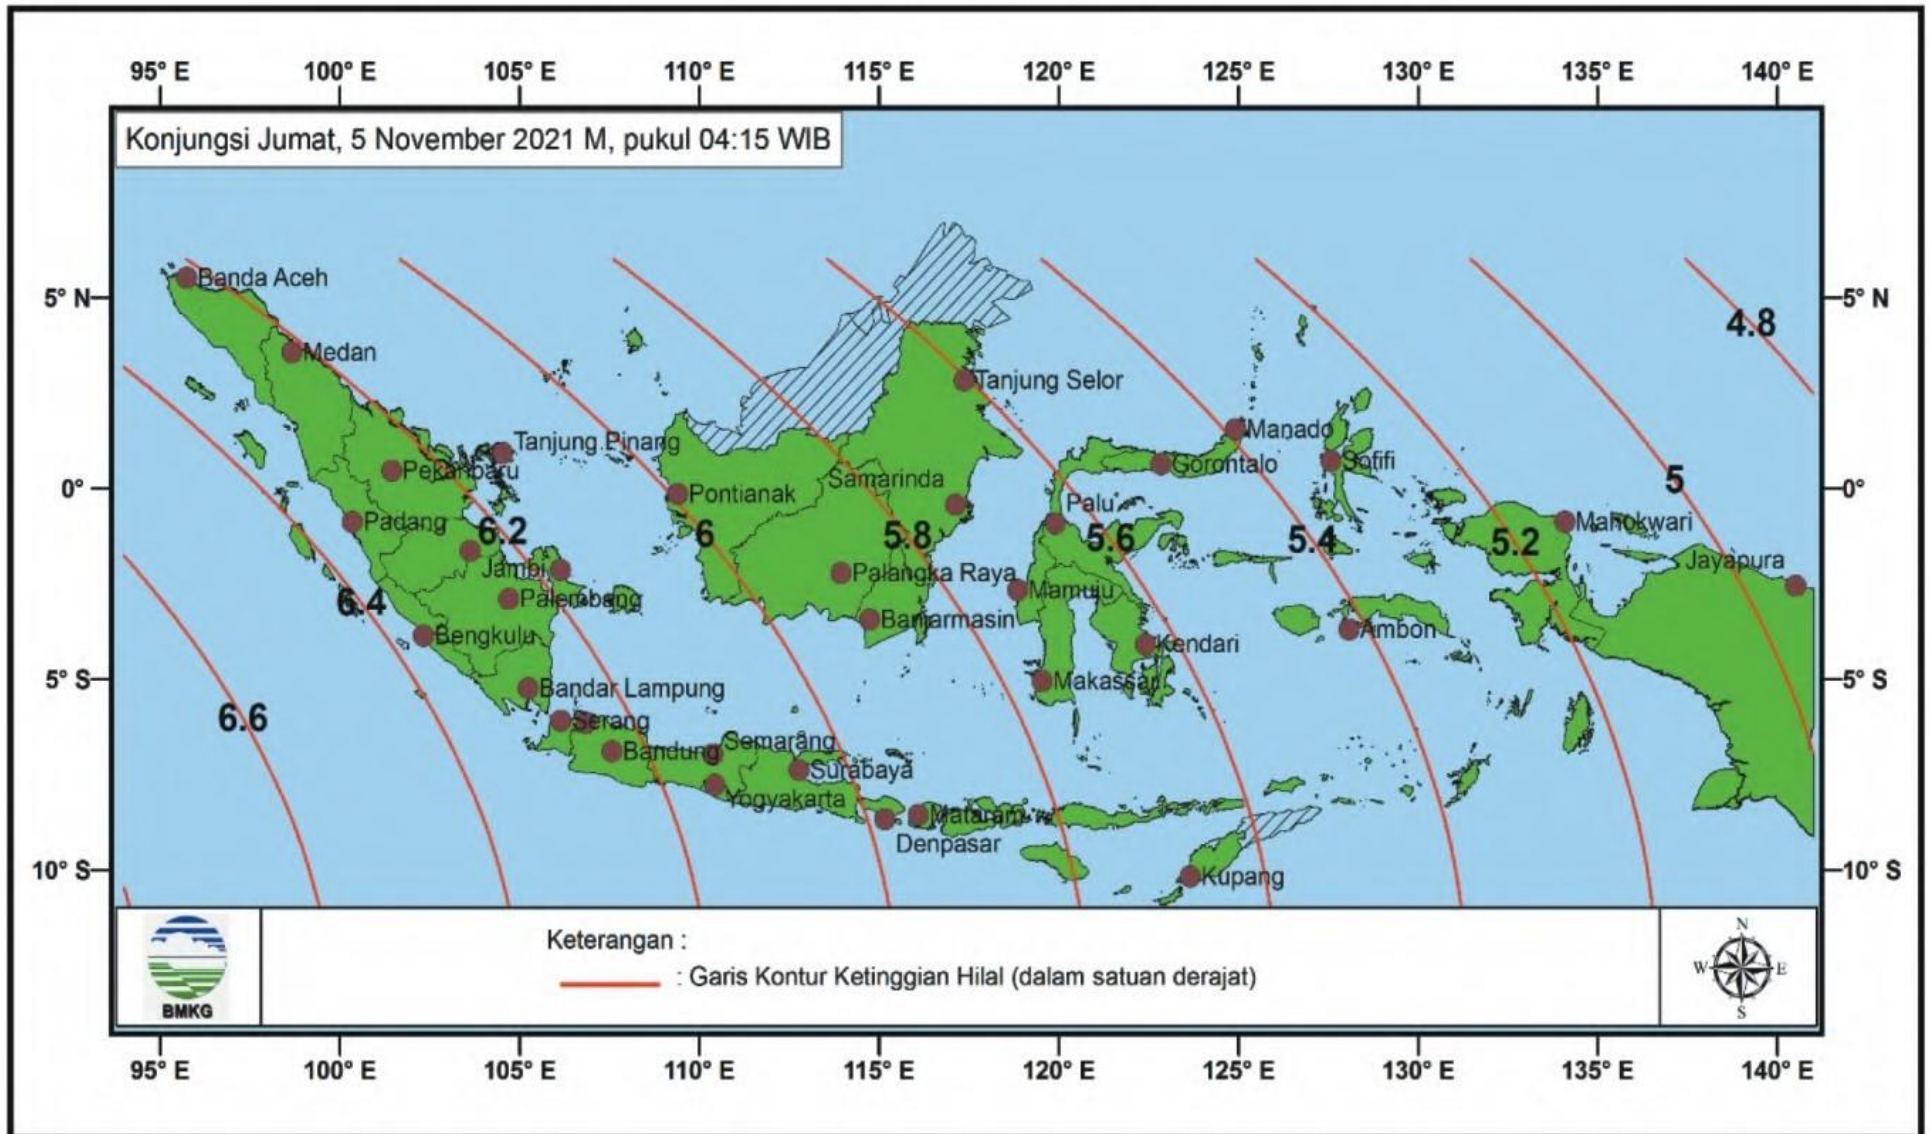 95° E 100° E 105° E 110° E 115° E 120° E 125° E 130° E 135° E 140° E
Konjungsi Jumat, 5 November 2021 M, pukul 04:15 WIB
Banda Aceh
5° N 5° N
4.8
Medan
Tanjung Selor
Manado
Tanjung Pinang
Sofifi
Gorontalo
Pekanbaru
Samarinda
5
0° 0°
Pontianak
Palu
Padang
Manokwari
6.2 6 5.8 5.6 5.4 5.2
Jayapura
Jambi
Palangka Raya
Mamuju
Palembang
6.4
Banjarmasin
Ambon
Bengkulu
Kendari
5° S 5° S
Makassar
Bandar Lampung
6.6
Serang
Semarang
Bandung
Surabaya
Yogyakarta
Mataram
Denpasar
10° S 10° S
Kupang
Keterangan :
: Garis Kontur Ketinggian Hilal (dalam satuan derajat)
BMKG
N
W E
S
95° E 100° E 105° E 110° E 115° E 120° E 125° E 130° E 135° E 140° E